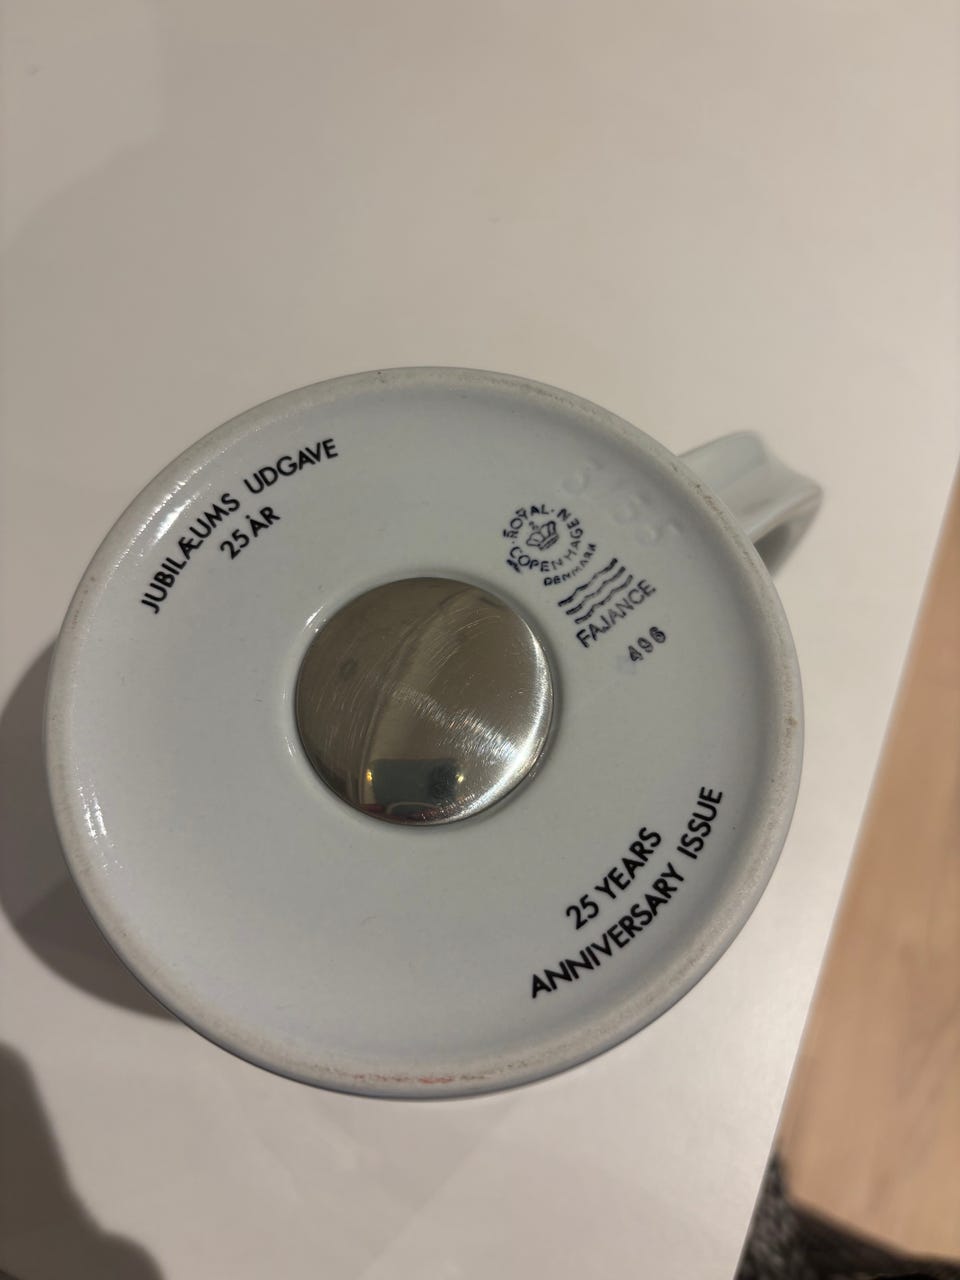 JUBILÆUMS UDGAVE
25 ÅR
ROYAL
COPENHAGEN
DENMARK
FAJANCE
496
25 YEARS
ANNIVERSARY ISSUE